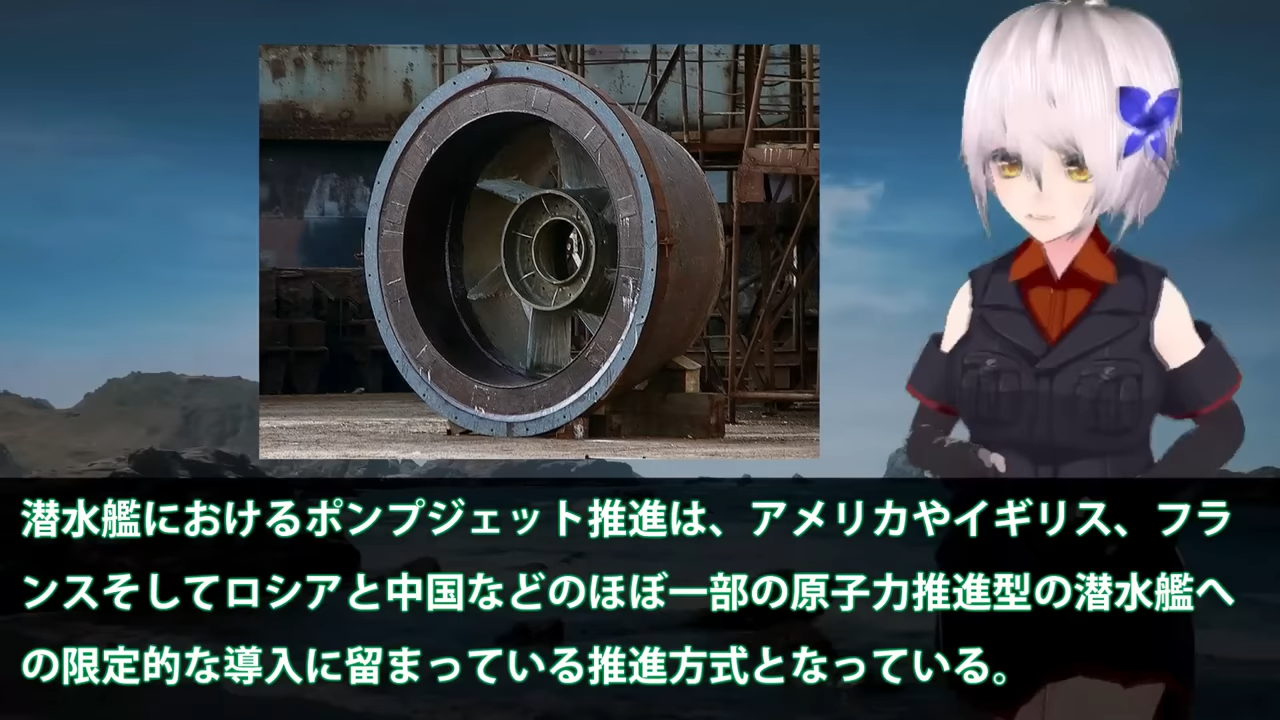 潜水艦におけるポンプジェット推進は、アメリカやイギリス、フラ
ンスそしてロシアと中国などのほぼ一部の原子力推進型の潜水艦へ
の限定的な導入に留まっている推進方式となっている。